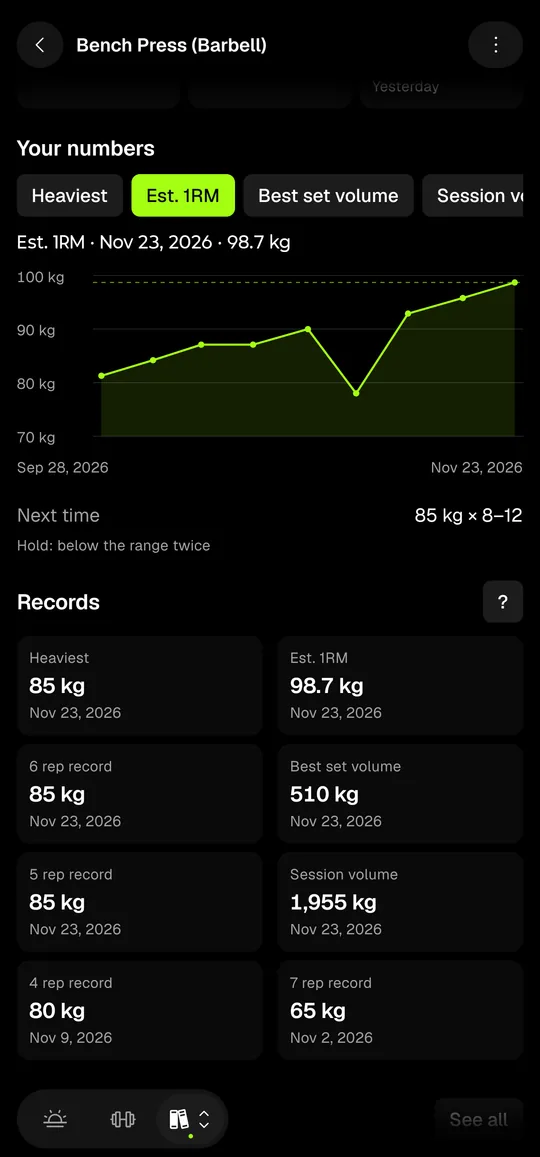 Bench Press (Barbell)
Yesterday
Your numbers
Heaviest
Est. 1RM
Best set volume
Session v
Est. 1RM · Nov 23, 2026 · 98.7 kg
100 kg
90 kg
80 kg
70 kg
Sep 28, 2026
Nov 23, 2026
Next time
85 kg × 8–12
Hold: below the range twice
Records
?
Heaviest
85 kg
Nov 23, 2026
Est. 1RM
98.7 kg
Nov 23, 2026
6 rep record
85 kg
Nov 23, 2026
Best set volume
510 kg
Nov 23, 2026
5 rep record
85 kg
Nov 23, 2026
Session volume
1,955 kg
Nov 23, 2026
4 rep record
80 kg
Nov 9, 2026
7 rep record
65 kg
Nov 2, 2026
See all